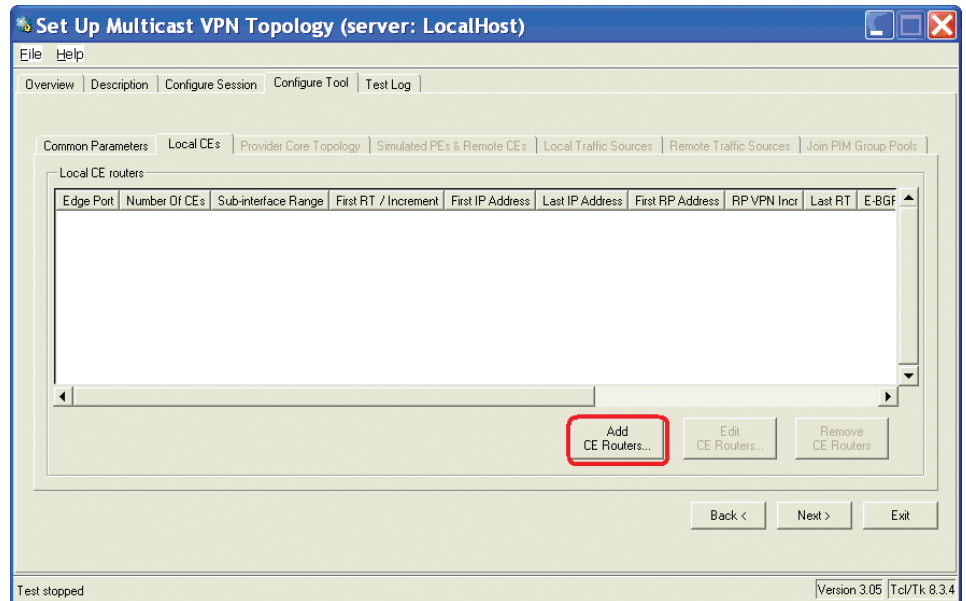 Set Up Multicast VPN Topology (server: LocalHost)
File Help
Overview Description Configure Session Configure Tool Test Log
Common Parameters Local CEs Provider Core Topology Simulated PEs & Remote CEs Local Traffic Sources Remote Traffic Sources Join PIM Group Pools
Local CE routers
Edge Port Number Of CEs Sub-interface Range First RT / Increment First IP Address Last IP Address First RP Address RP VPN Incr Last RT E-BGF
Add
CE Routers...
Edit
CE Routers...
Remove
CE Routers
Back < Next > Exit
Test stopped
Version 3.05 Tcl/Tk 8.3.4